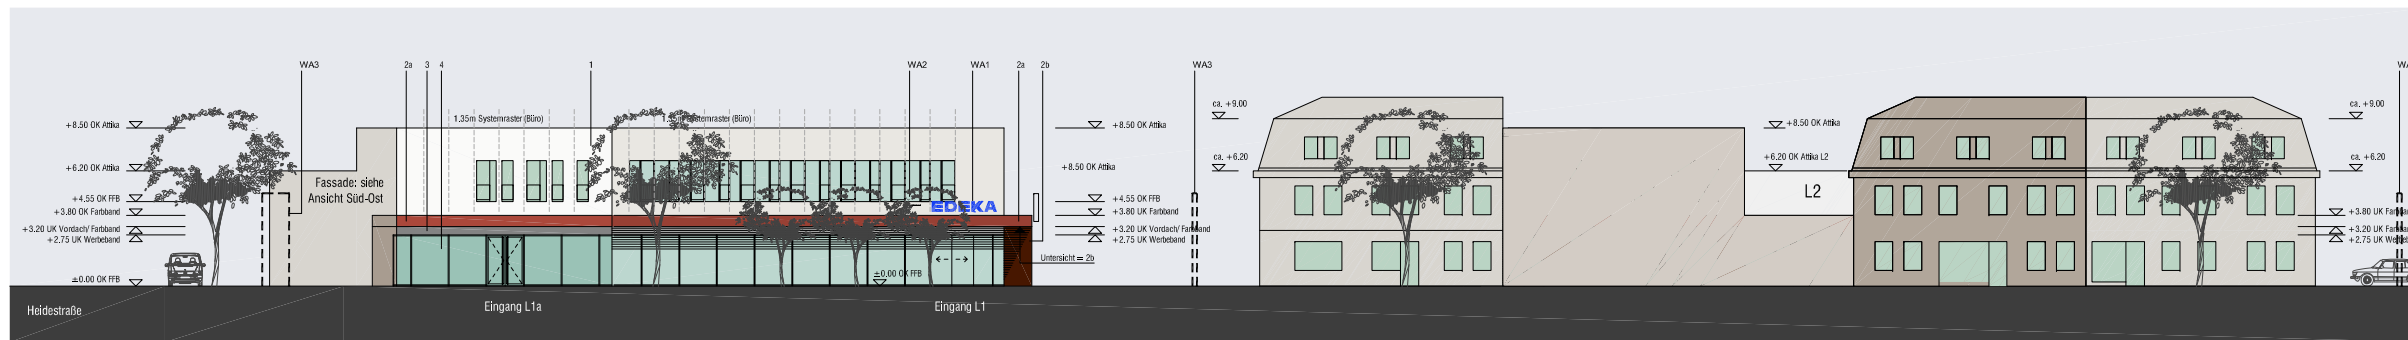 WA3
2a
3
4
1
WA2
WA1
2a
2b
WA3
ca. +9.00
ca. +9.00
1.35m Systemraster (Büro)
+8.50 OK Attika
+8.50 OK Attika
+8.50 OK Attika
ca. +6.20
+6.20 OK Attika L2
ca. +6.20
+6.20 OK Attika
+8.50 OK Attika
Fassade: siehe
Ansicht Süd-Ost
L2
+4.55 OK FFB
+4.55 OK FFB
EDEKA
+3.80 UK Farbband
+3.80 UK Farbband
+3.20 UK Vordach/ Farbband
+3.20 UK Vordach/ Farbband
+2.75 UK Werbeband
+2.75 UK Werbeband
Untersicht = 2b
±0.00 OK FFB
±0.00 OK FFB
Heidestraße
Eingang L1a
Eingang L1